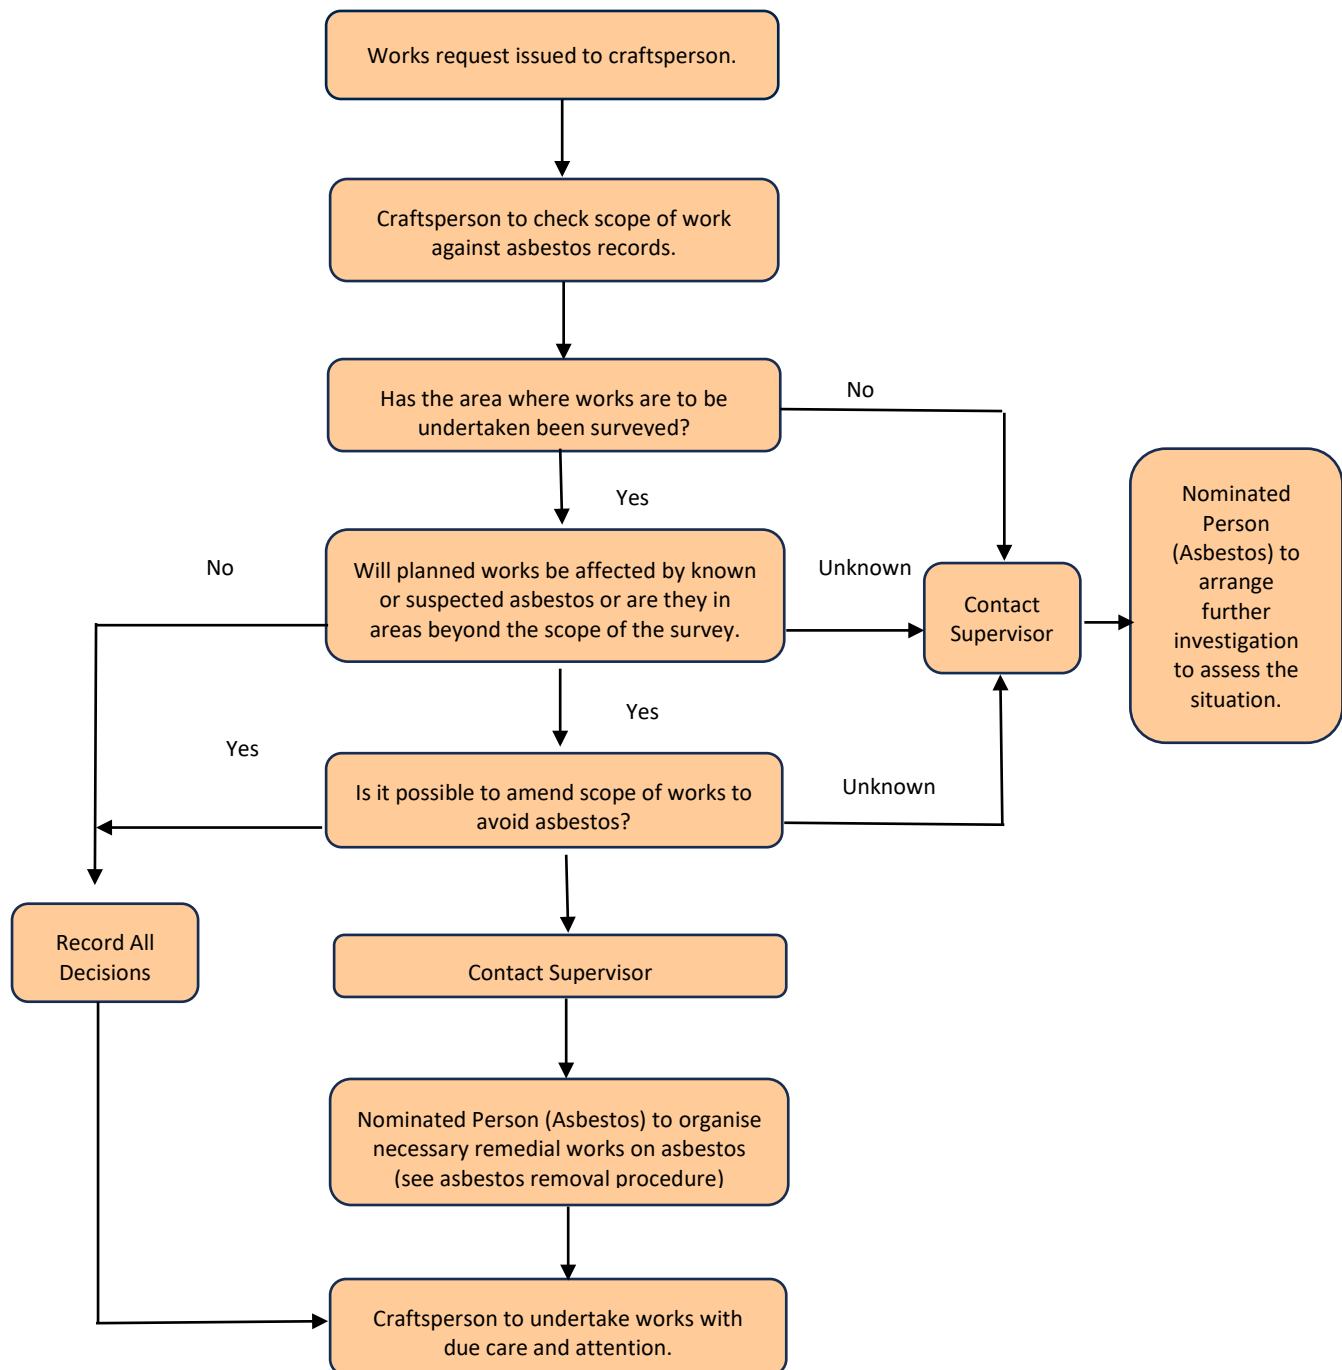 Works request issued to craftsperson.
Craftsperson to check scope of work
against asbestos records.
Has the area where works are to be
undertaken been surveyed?
No
Yes
Nominated
Person
(Asbestos) to
arrange
further
investigation
to assess the
situation.
No
Will planned works be affected by known
or suspected asbestos or are they in
areas beyond the scope of the survey.
Unknown
Contact
Supervisor
Yes
Yes
Is it possible to amend scope of works to
avoid asbestos?
Unknown
Record All
Decisions
Contact Supervisor
Nominated Person (Asbestos) to organise
necessary remedial works on asbestos
(see asbestos removal procedure)
Craftsperson to undertake works with
due care and attention.